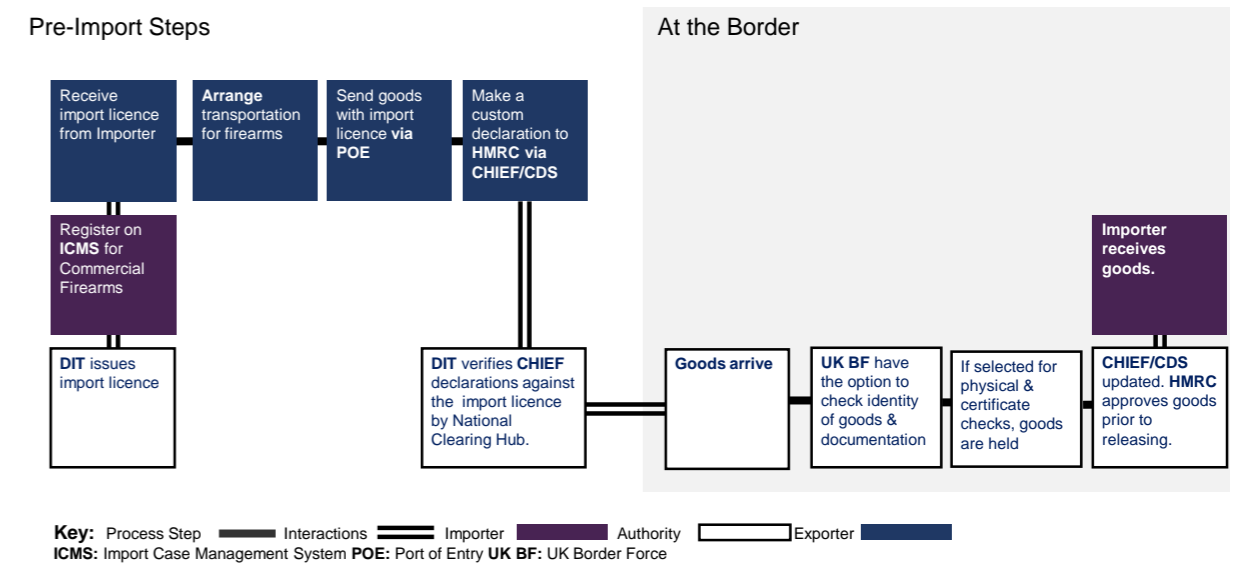 Pre-Import Steps
At the Border
Receive
import licence
from Importer
Arrange
transportation
for firearms
Send goods
with import
licence via
POE
Make a
custom
declaration to
HMRC via
CHIEF/CDS
Register on
ICMS for
Commercial
Firearms
Importer
receives
goods.
DIT issues
import licence
DIT verifies CHIEF
declarations against
the import licence
by National
Clearing Hub.
Goods arrive
UK BF have
the option to
check identity
of goods &
documentation
If selected for
physical &
certificate
checks, goods
are held
CHIEF/CDS
updated. HMRC
approves goods
prior to
releasing.
Key: Process Step Interactions Importer Authority Exporter
ICMS: Import Case Management System POE: Port of Entry UK BF: UK Border Force